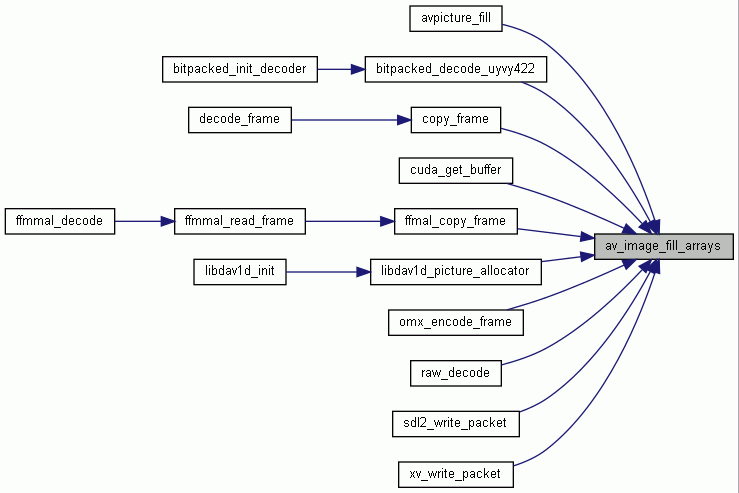 avpicture_fill
bitpacked_init_decoder
bitpacked_decode_uyvy422
decode_frame
copy_frame
cuda_get_buffer
ffmmal_decode
ffmmal_read_frame
ffmal_copy_frame
av_image_fill_arrays
libdav1d_init
libdav1d_picture_allocator
omx_encode_frame
raw_decode
sdl2_write_packet
xv_write_packet